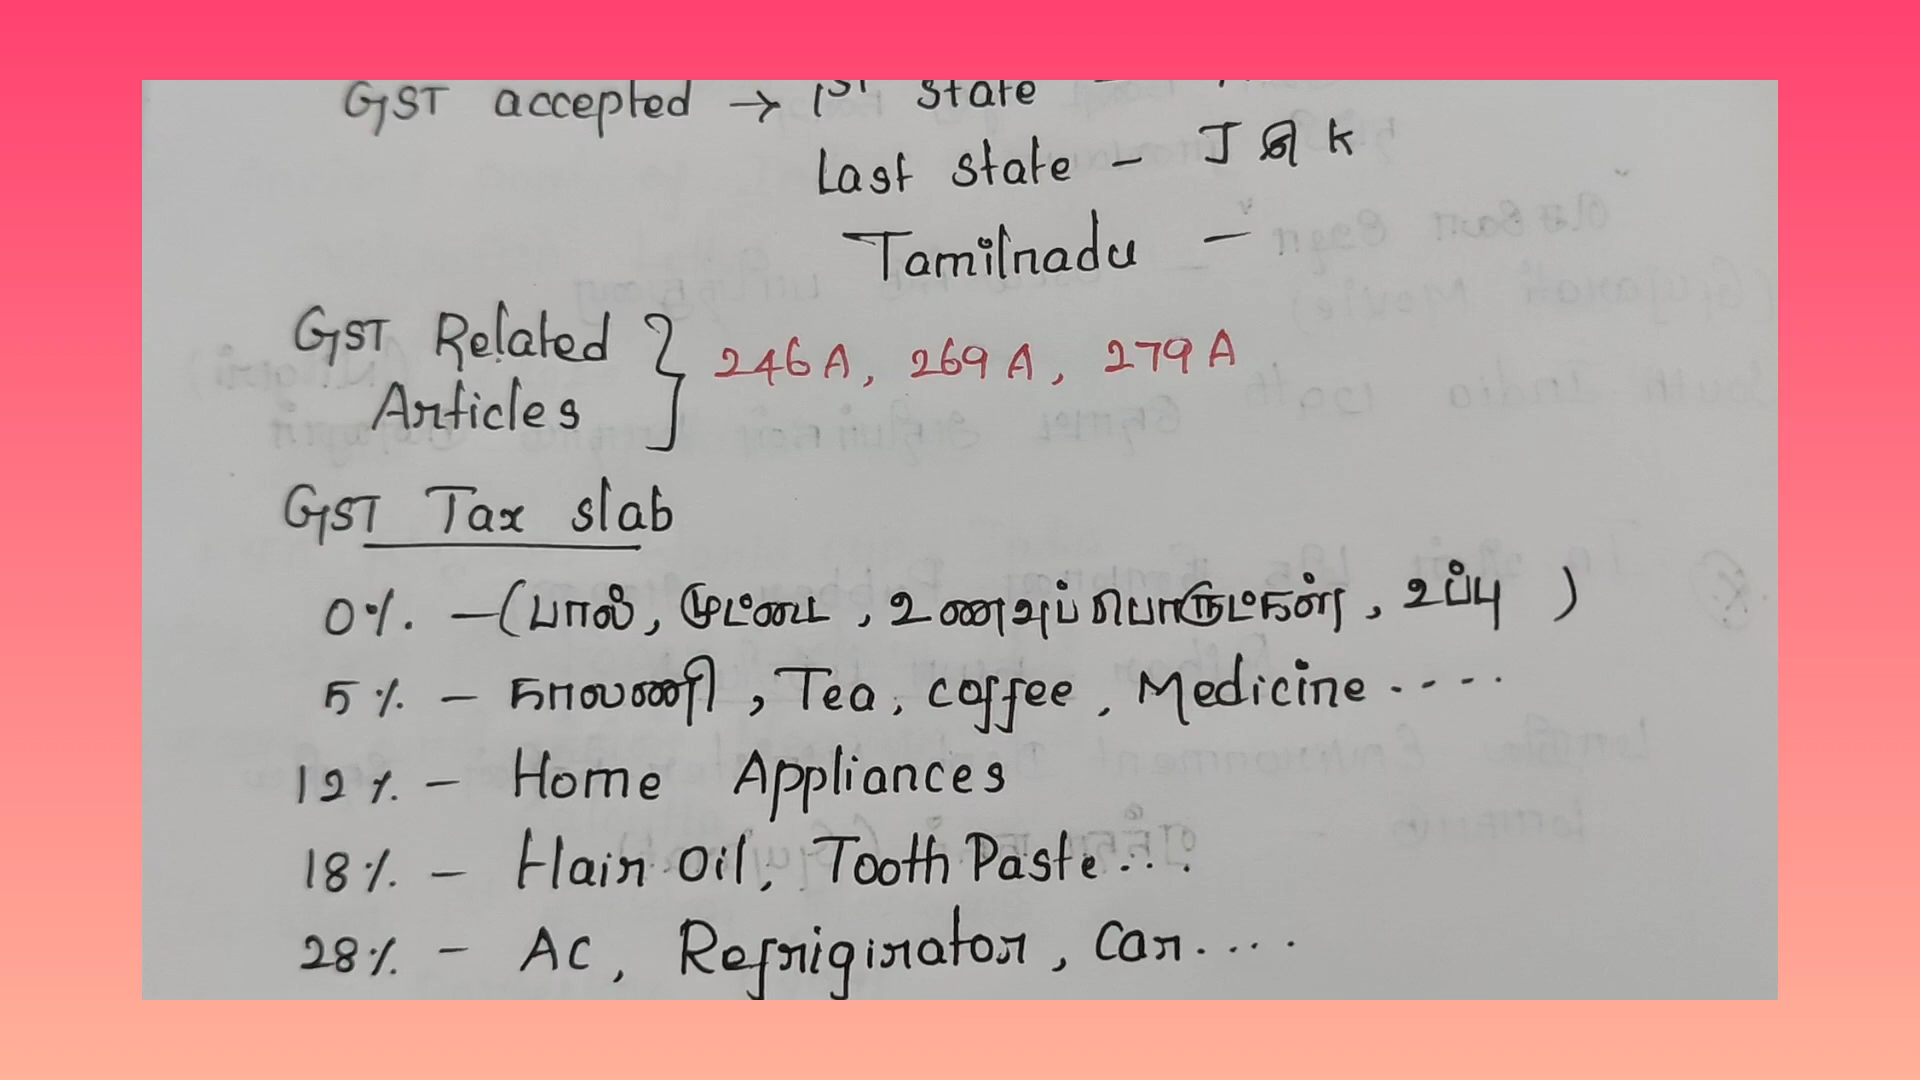 GST accepted → 1st state -
Last state - J & K
Tamilnadu -
GST Related Articles } 246A, 269A, 279A
GST Tax slab
0% - (பால், முட்டை, உணவுப்பொருட்கள், உப்பு )
5% - காலணி, Tea, coffee, Medicine ....
12% - Home Appliances
18% - Hair Oil, Tooth Paste ...
28% - AC, Refriginator, Car....